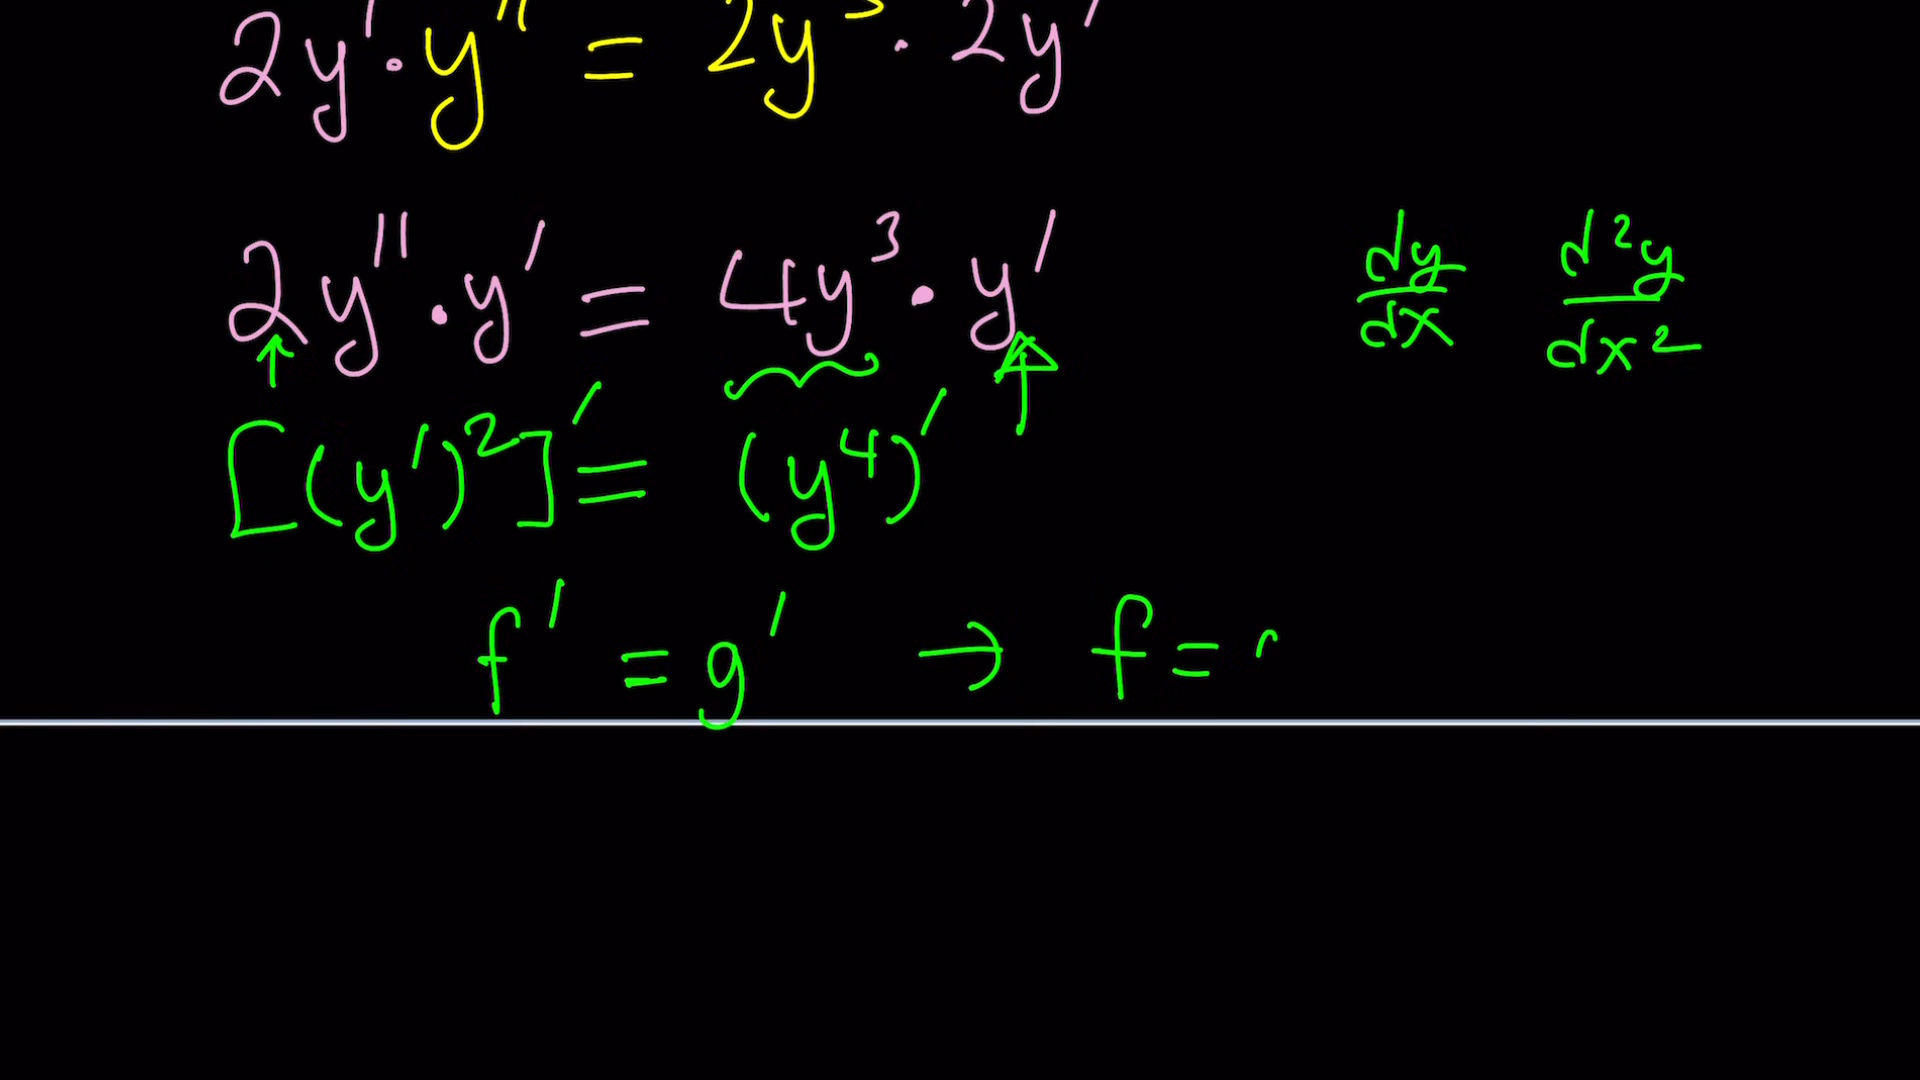 2y' · y'' = 2y³ · 2y'
2y'' · y' = 4y³ · y'
dy/dx d²y/dx²
[(y')²]' = (y⁴)'
f' = g' → f =